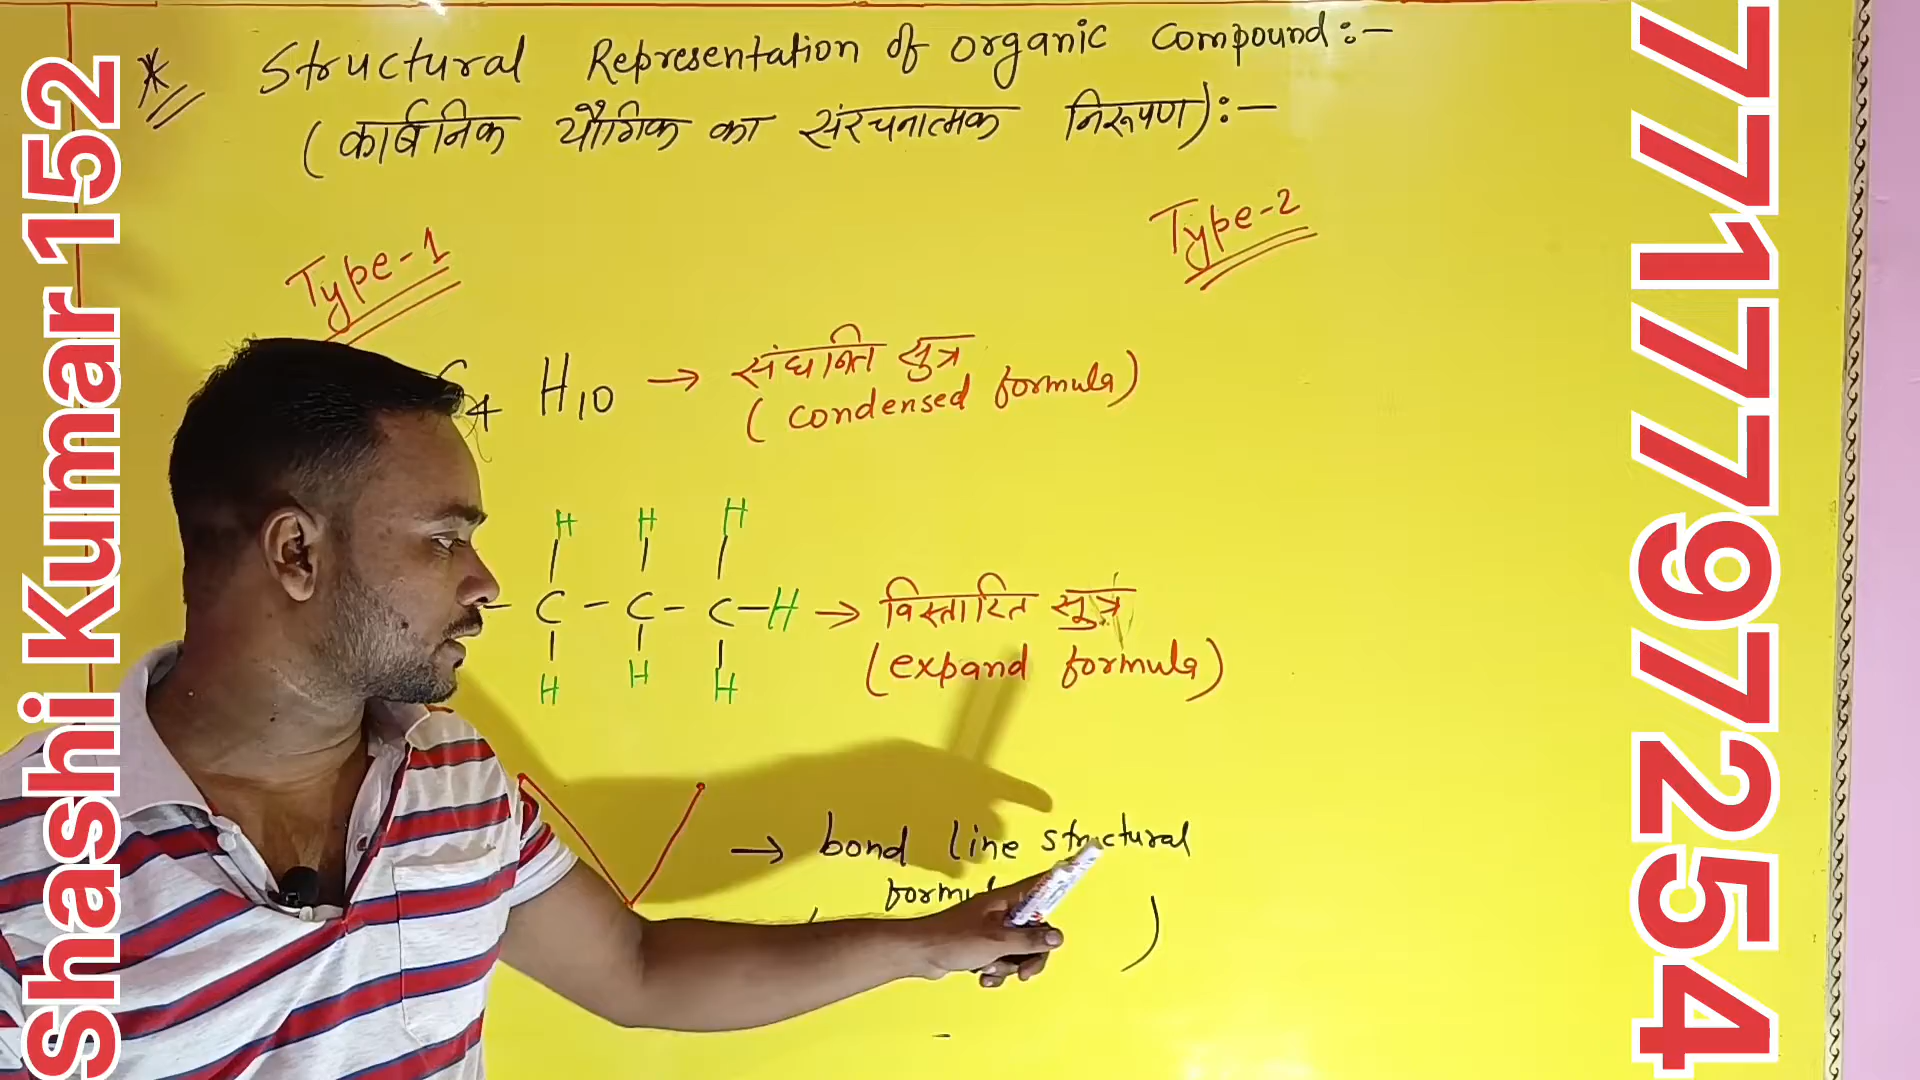 * Structural Representation of organic Compound:-
(कार्बनिक यौगिक का संरचनात्मक निरूपण):-
Type-1
Type-2
C4 H10 → संघनित सुत्र
(condensed formula)
H H H
- C - C - C - H → विस्तारित सुत्र
H H H
(expand formula)
→ bond line structural
Shashi Kumar 152
7717797254